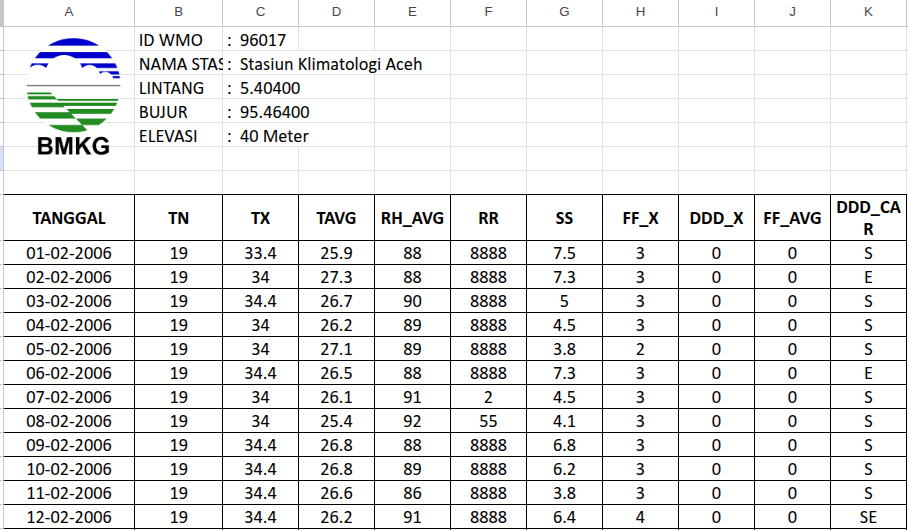 A B C D E F G H I J K
ID WMO : 96017
NAMA STAS : Stasiun Klimatologi Aceh
LINTANG : 5.40400
BUJUR : 95.46400
ELEVASI : 40 Meter
BMKG
TANGGAL TN TX TAVG RH_AVG RR SS FF_X DDD_X FF_AVG DDD_CA
R
01-02-2006 19 33.4 25.9 88 8888 7.5 3 0 0 S
02-02-2006 19 34 27.3 88 8888 7.3 3 0 0 E
03-02-2006 19 34.4 26.7 90 8888 5 3 0 0 S
04-02-2006 19 34 26.2 89 8888 4.5 3 0 0 S
05-02-2006 19 34 27.1 89 8888 3.8 2 0 0 S
06-02-2006 19 34.4 26.5 88 8888 7.3 3 0 0 E
07-02-2006 19 34 26.1 91 2 4.5 3 0 0 S
08-02-2006 19 34 25.4 92 55 4.1 3 0 0 S
09-02-2006 19 34.4 26.8 88 8888 6.8 3 0 0 S
10-02-2006 19 34.4 26.8 89 8888 6.2 3 0 0 S
11-02-2006 19 34.4 26.6 86 8888 3.8 3 0 0 S
12-02-2006 19 34.4 26.2 91 8888 6.4 4 0 0 SE